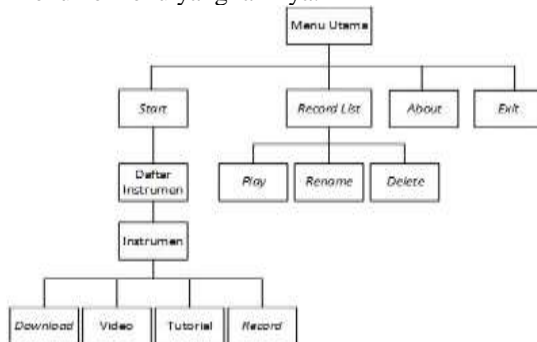 Menu Utama
Start
Record List
About
Exit
Daftar
Instrumen
Play
Rename
Delete
Instrumen
Download
Video
Tutorial
Record